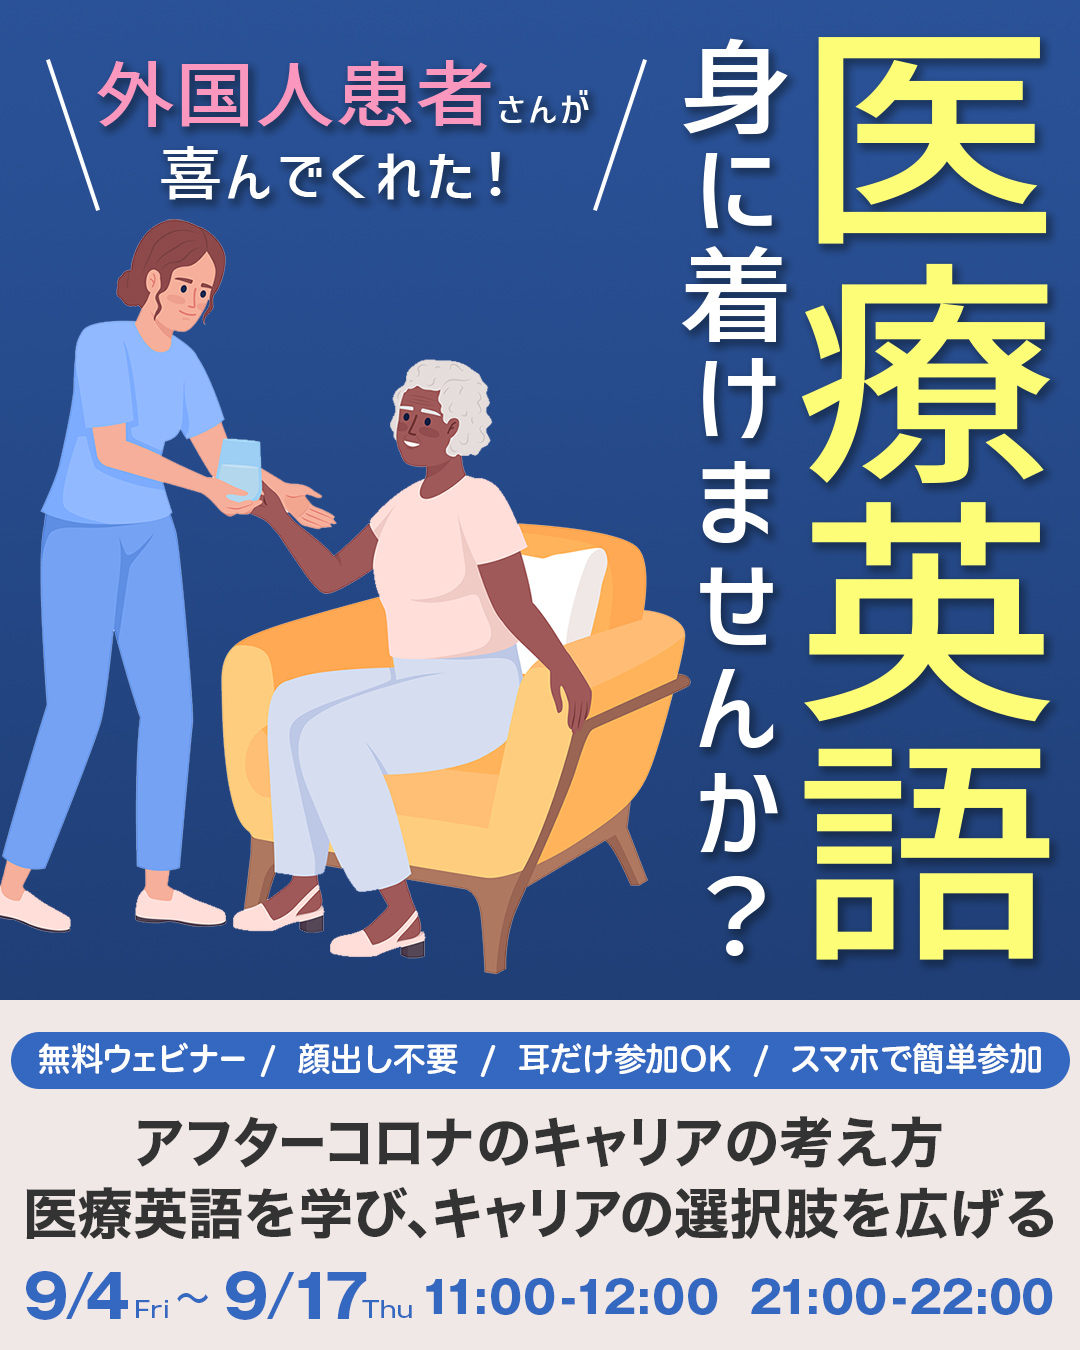 医療英語
身に着けませんか？
外国人患者さんが
喜んでくれた！
無料ウェビナー / 顔出し不要 / 耳だけ参加OK / スマホで簡単参加
アフターコロナのキャリアの考え方
医療英語を学び、キャリアの選択肢を広げる
9/4 Fri ～ 9/17 Thu 11:00-12:00 21:00-22:00